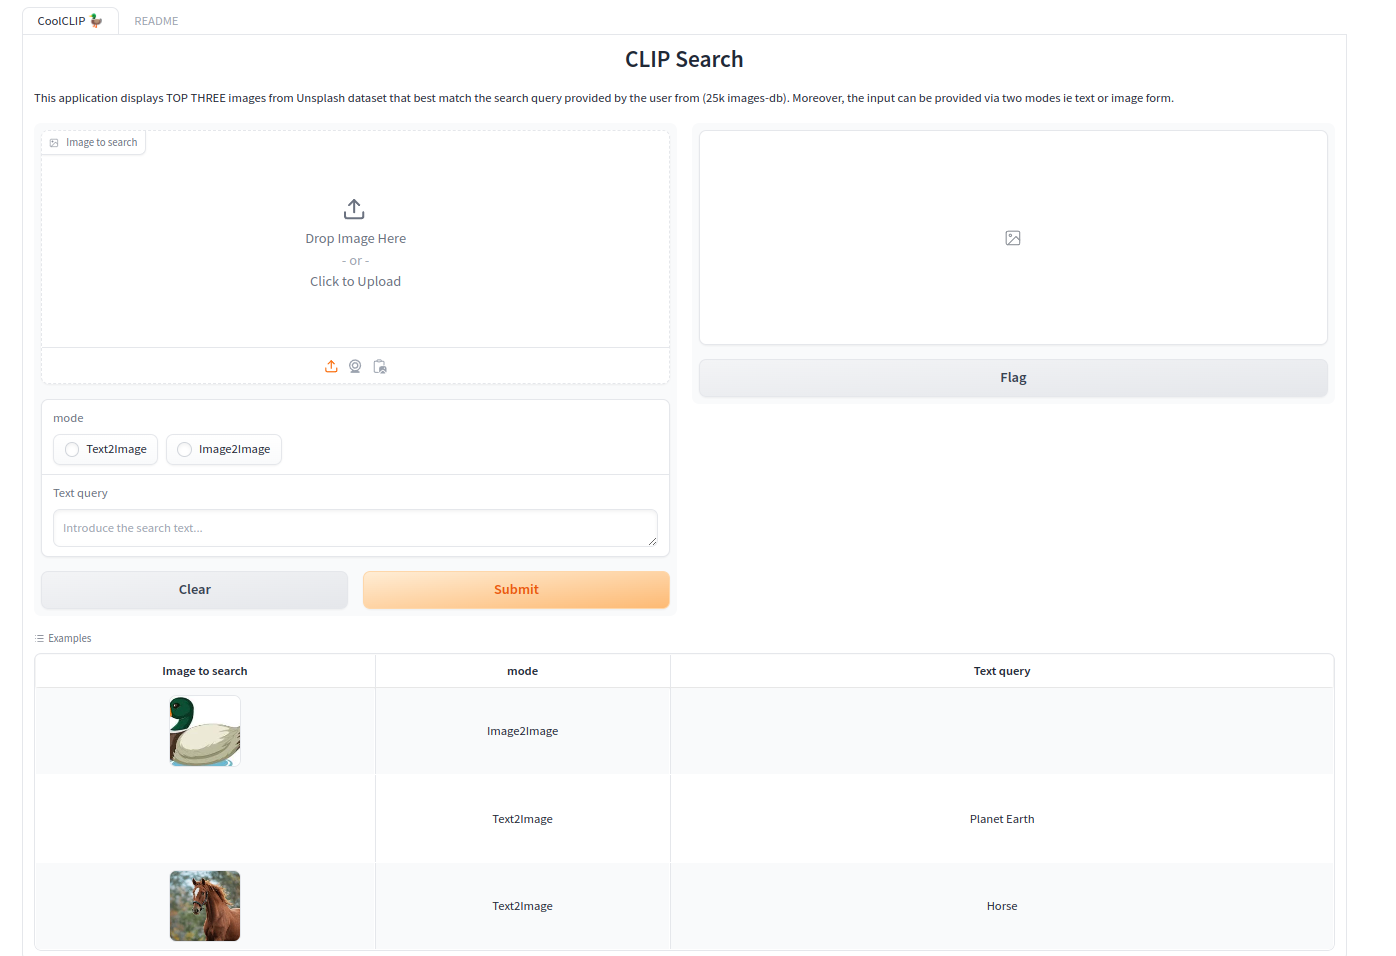 CoolCLIP 🦆
README
CLIP Search
This application displays TOP THREE images from Unsplash dataset that best match the search query provided by the user from (25k images-db). Moreover, the input can be provided via two modes ie text or image form.
Image to search
Drop Image Here
- or -
Click to Upload
Flag
mode
Text2Image Image2Image
Text query
Introduce the search text...
Clear
Submit
Examples
Image to search mode Text query
Image2Image
Text2Image Planet Earth
Text2Image Horse